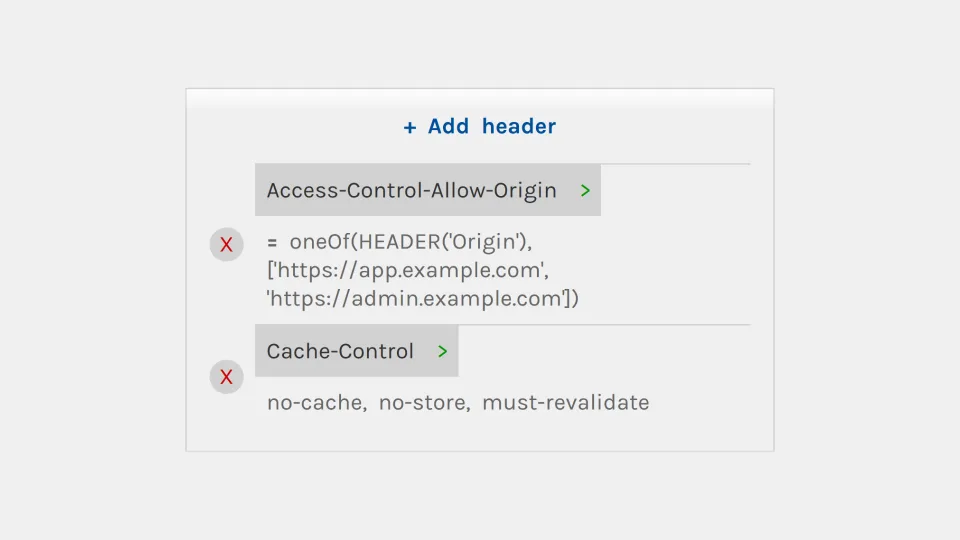 + Add header
Access-Control-Allow-Origin >
X
= oneOf(HEADER('Origin'),
['https://app.example.com',
'https://admin.example.com'])
Cache-Control >
X
no-cache, no-store, must-revalidate